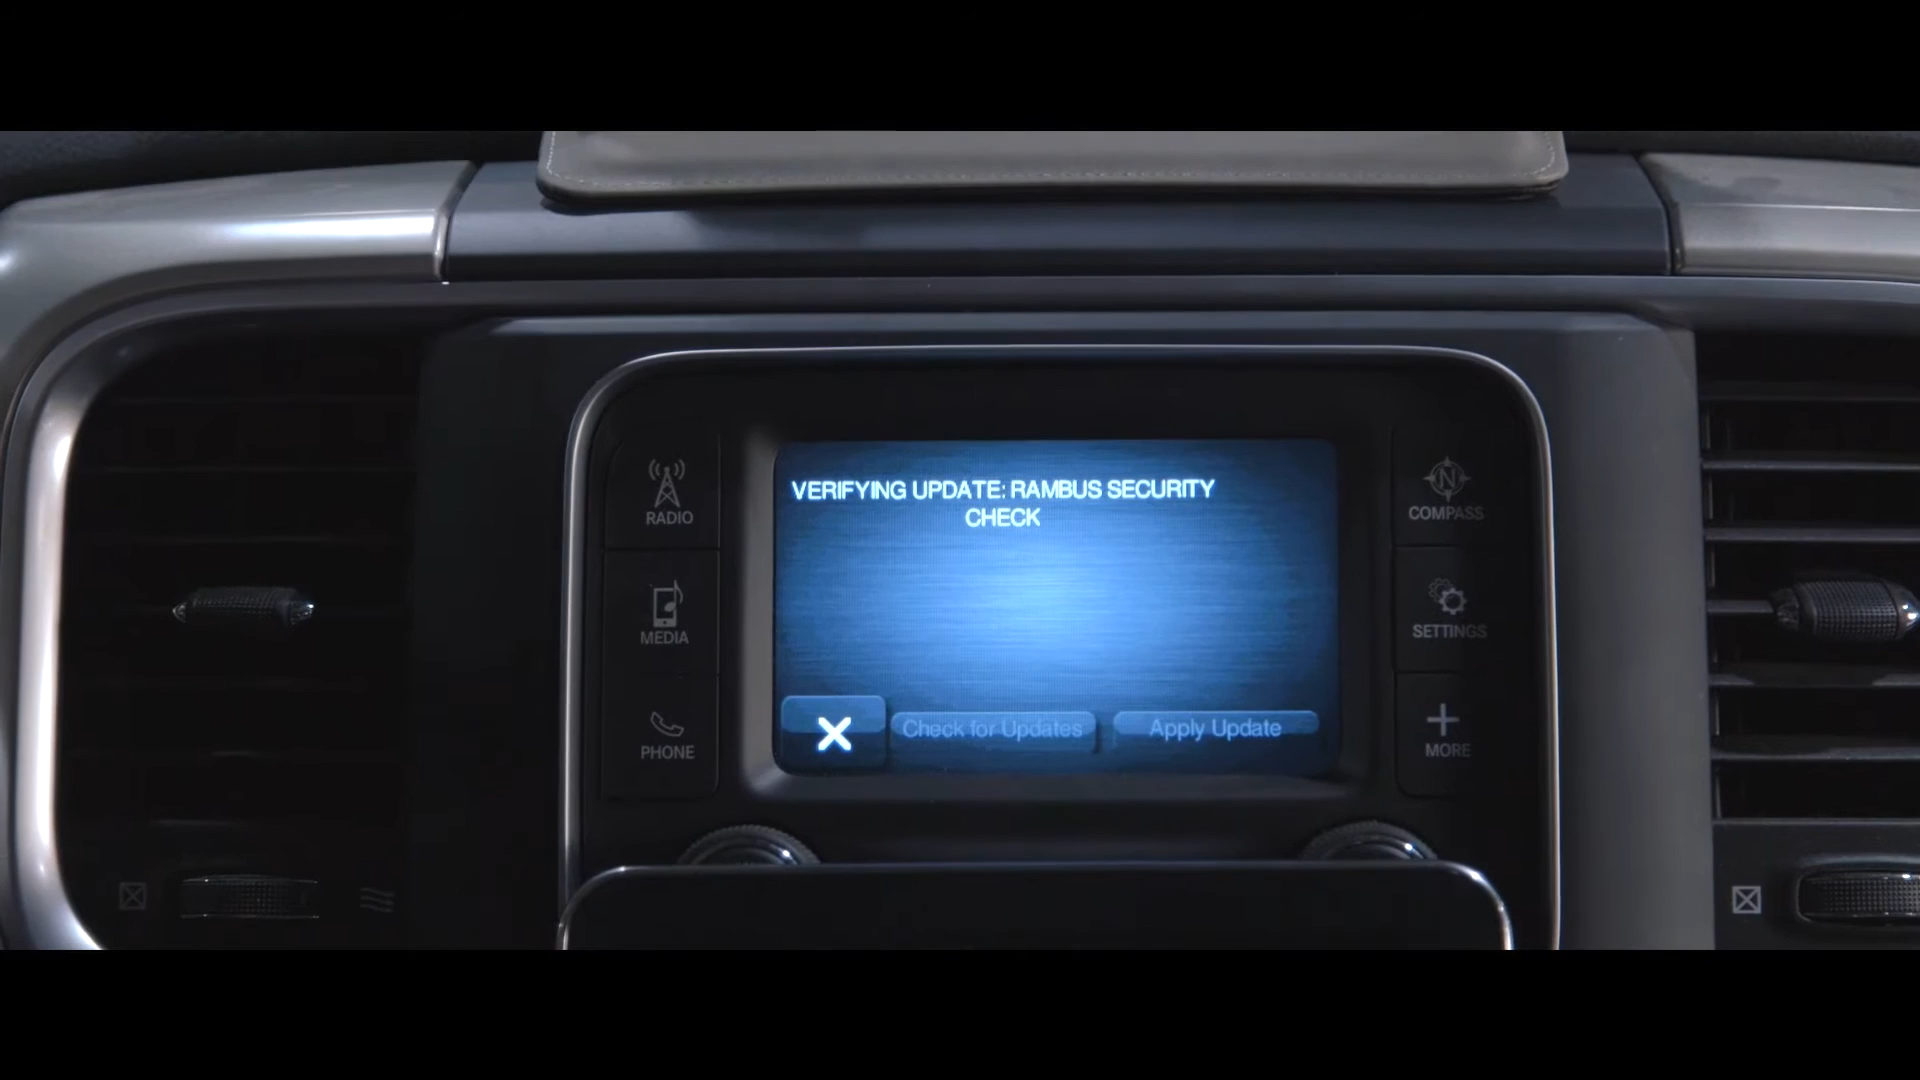 VERIFYING UPDATE: RAMBUS SECURITY
CHECK
RADIO
N
COMPASS
MEDIA
SETTINGS
PHONE
MORE
Check for Updates
Apply Update